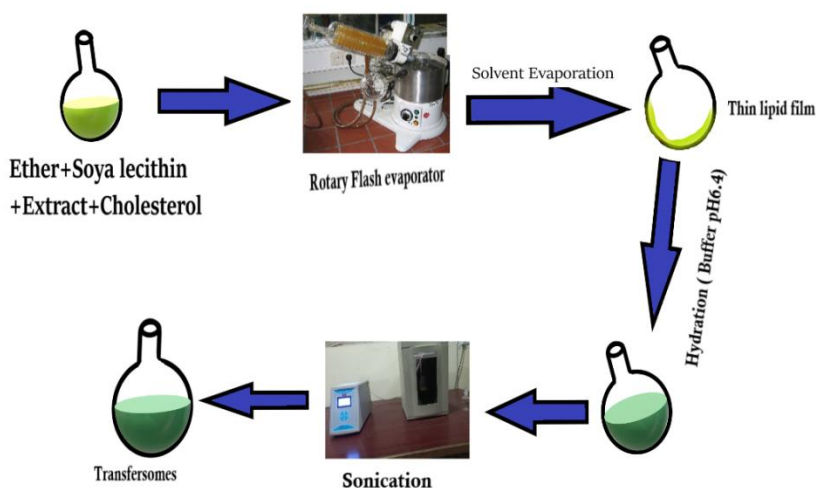 Ether+Soya lecithin
+Extract+Cholesterol
Rotary Flash evaporator
Solvent Evaporation
Thin lipid film
Hydration ( Buffer pH6.4)
Sonication
Transfersomes